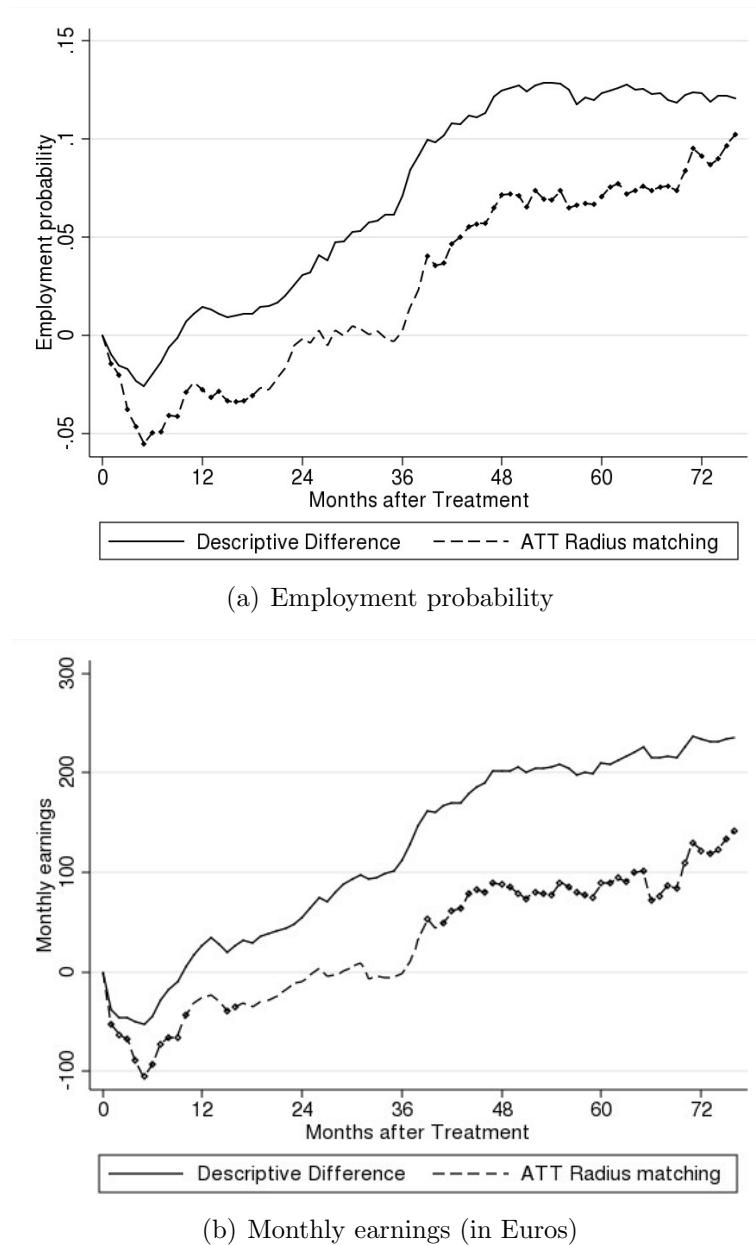 .15
.1
.05
0
-.05
Employment probability
0 12 24 36 48 60 72
Months after Treatment
Descriptive Difference ATT Radius matching
(a) Employment probability
300
200
100
0
-100
Monthly earnings
0 12 24 36 48 60 72
Months after Treatment
Descriptive Difference ATT Radius matching
(b) Monthly earnings (in Euros)